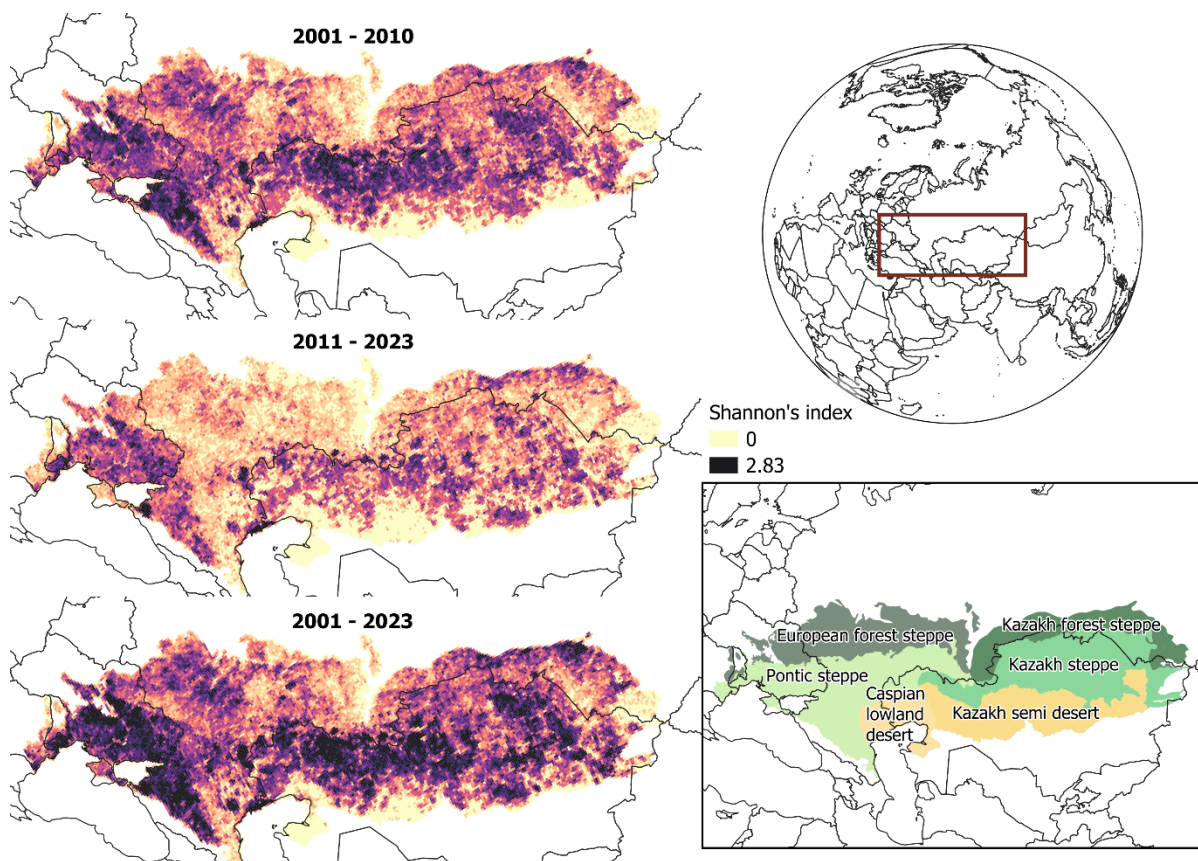 2001 - 2010
2011 - 2023
2001 - 2023
Shannon's index
0
2.83
European forest steppe
Kazakh forest steppe
Pontic steppe
Kazakh steppe
Caspian
lowland
desert
Kazakh semi desert